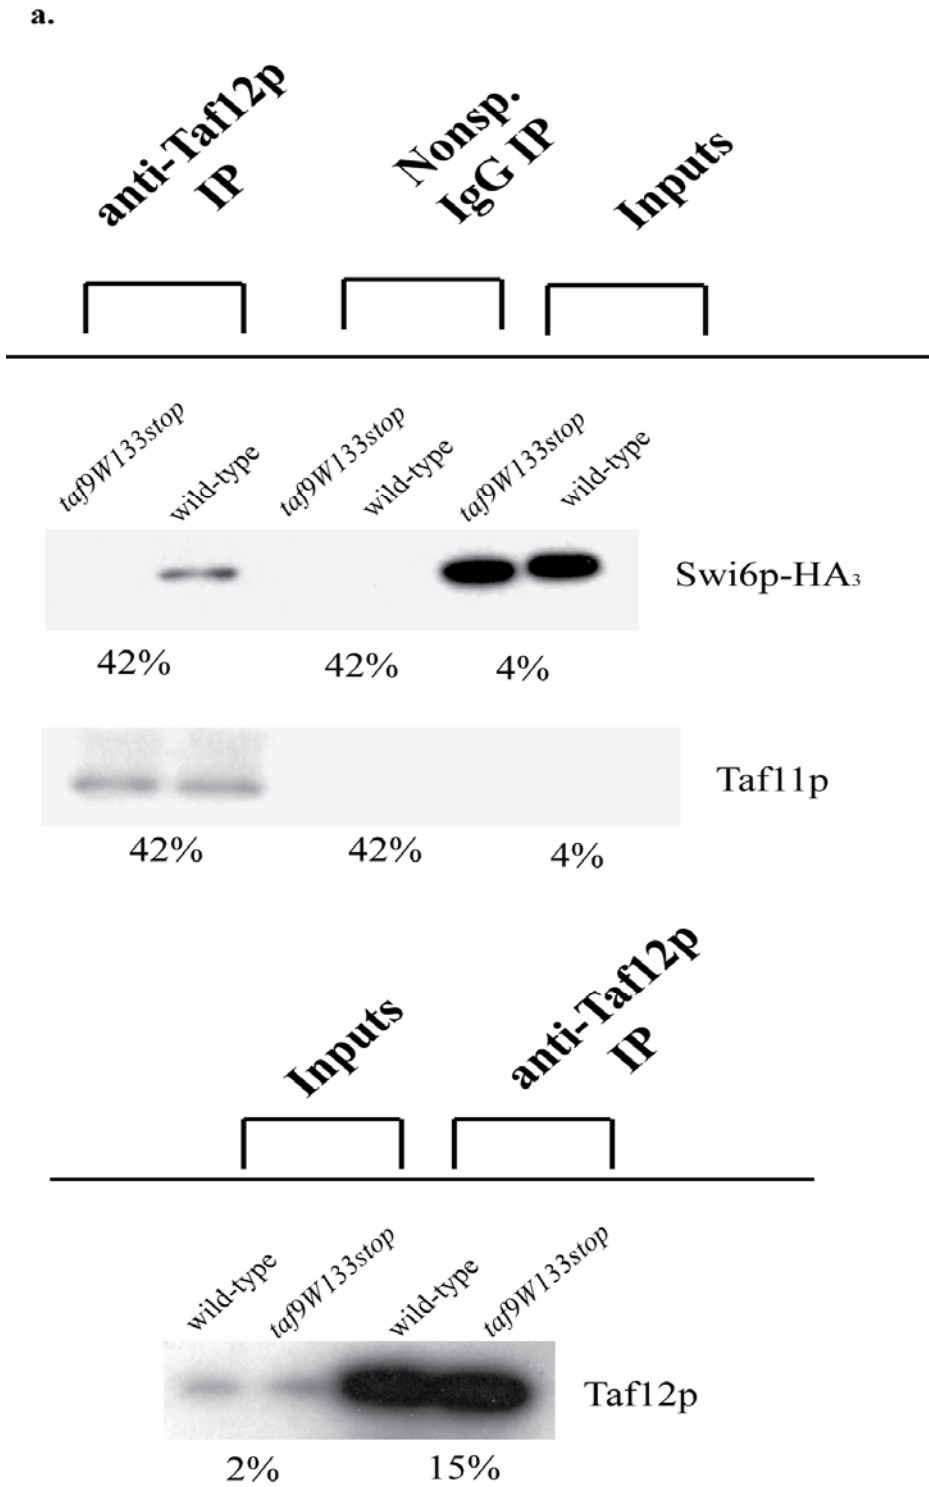 a.
anti-Taf12p
IP
Nonsp.
IgG IP
Inputs
taf9W133stop
wild-type
taf9W133stop
wild-type
taf9W133stop
wild-type
Swi6p-HA₃
42%
42%
4%
Taf11p
42%
42%
4%
Inputs
anti-Taf12p
IP
wild-type
taf9W133stop
wild-type
taf9W133stop
Taf12p
2%
15%